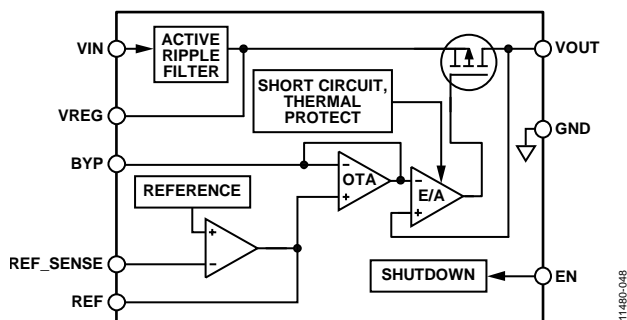 VIN
ACTIVE
RIPPLE
FILTER
VOUT
SHORT CIRCUIT,
THERMAL
PROTECT
VREG
GND
BYP
REFERENCE
−
OTA
+
−
E/A
+
+
−
REF_SENSE
SHUTDOWN
EN
REF
11480-048